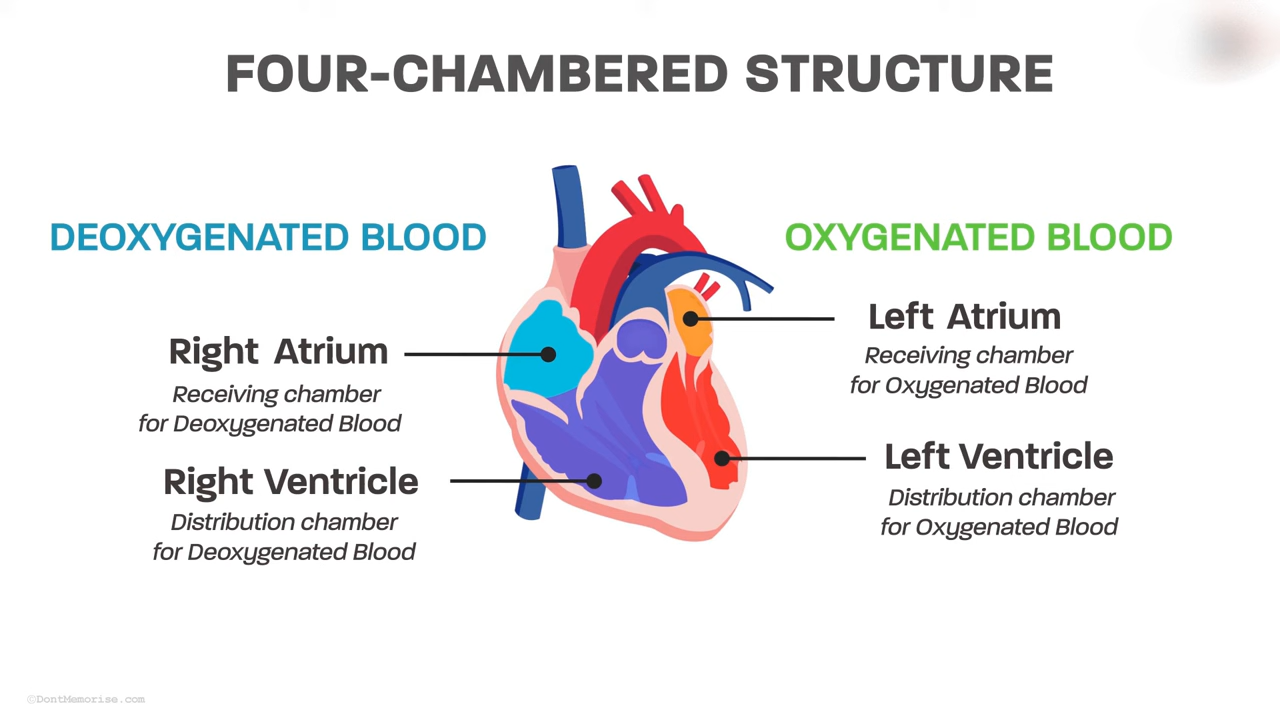 FOUR-CHAMBERED STRUCTURE
DEOXYGENATED BLOOD
Right Atrium
Receiving chamber
for Deoxygenated Blood
Right Ventricle
Distribution chamber
for Deoxygenated Blood
OXYGENATED BLOOD
Left Atrium
Receiving chamber
for Oxygenated Blood
Left Ventricle
Distribution chamber
for Oxygenated Blood
©DontMemorise.com